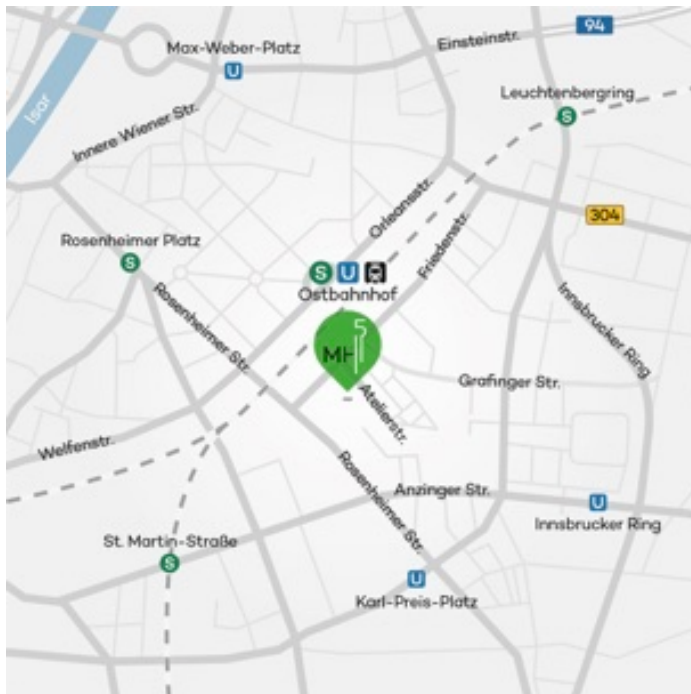 94
Max-Weber-Platz
Einsteinstr.
U
Leuchtenbergring
Isar
S
Innere Wiener Str.
Orleansstr.
304
Rosenheimer Platz
S
Friedenstr.
S U
Ostbahnhof
Innsbrucker Ring
Rosenheimer Str.
5
MH
Grafinger Str.
Atelierstr.
Welfenstr.
Rosenheimer Str.
Anzinger Str.
U
Innsbrucker Ring
St. Martin-Straße
S
U
Karl-Preis-Platz